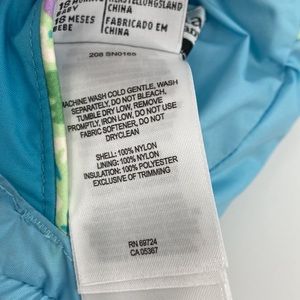 BABY
CHINA
18 MESES
FABRICADO EM
BEBE
CHINA
MACHINE WASH COLD GENTLE, WASH
SEPARATELY, DO NOT BLEACH,
TUMBLE DRY LOW, REMOVE
PROMPTLY, IRON LOW, DO NOT USE
FABRIC SOFTENER, DO NOT
DRYCLEAN
SHELL: 100% NYLON
LINING: 100% NYLON
INSULATION: 100% POLYESTER
EXCLUSIVE OF TRIMMING
RN 69724
CA 05367